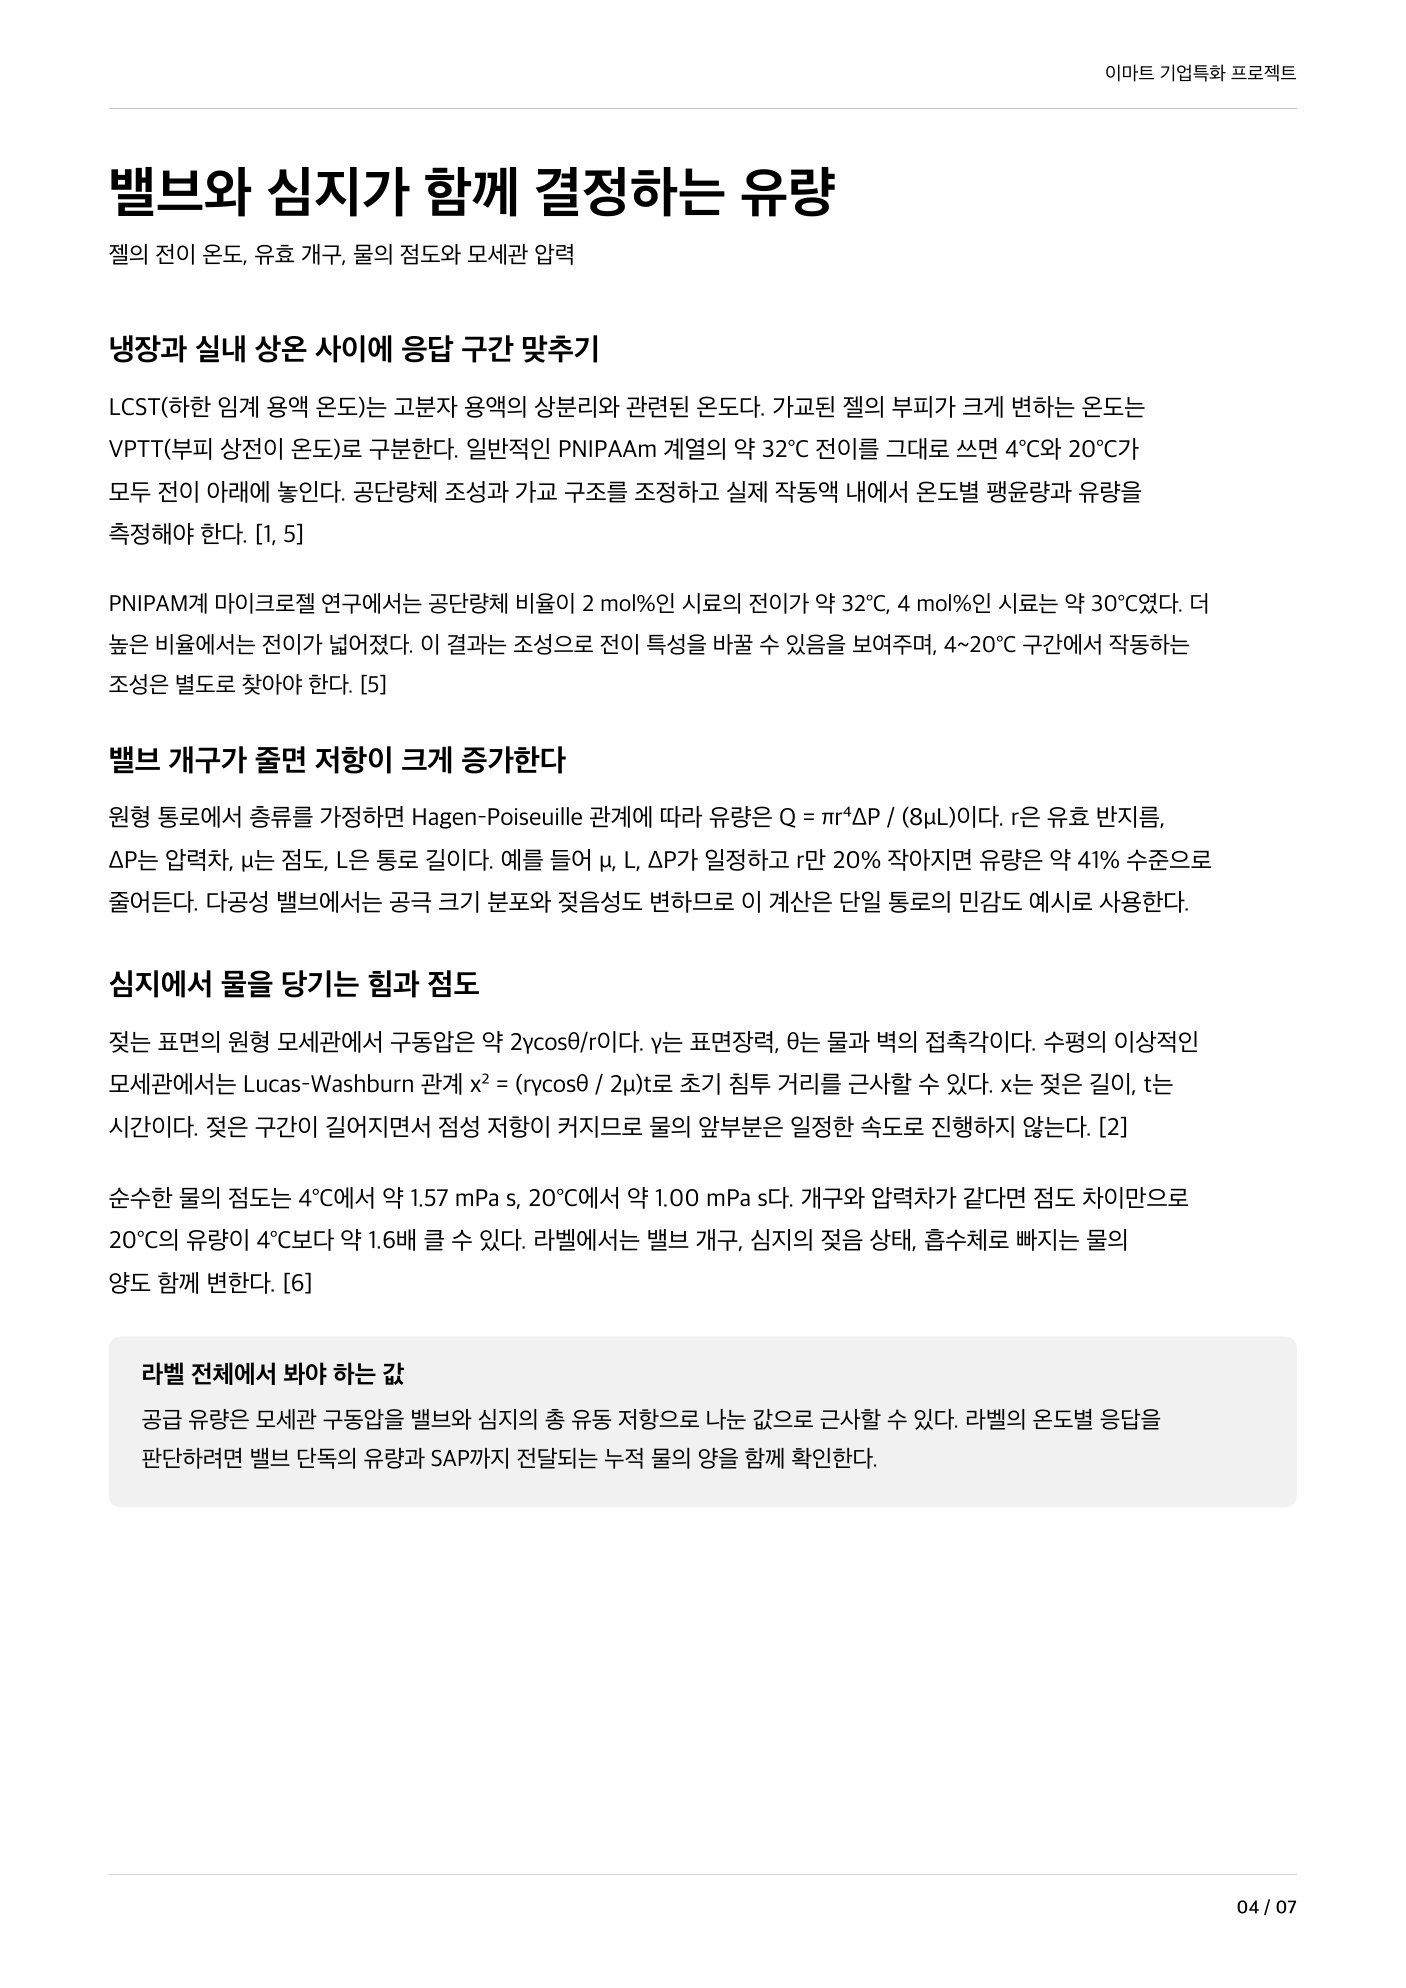 이마트 기업특화 프로젝트
밸브와 심지가 함께 결정하는 유량
젤의 전이 온도, 유효 개구, 물의 점도와 모세관 압력
냉장과 실내 상온 사이에 응답 구간 맞추기
LCST(하한 임계 용액 온도)는 고분자 용액의 상분리와 관련된 온도다. 가교된 젤의 부피가 크게 변하는 온도는
VPTT(부피 상전이 온도)로 구분한다. 일반적인 PNIPAAm 계열의 약 32°C 전이를 그대로 쓰면 4°C와 20°C가
모두 전이 아래에 놓인다. 공단량체 조성과 가교 구조를 조정하고 실제 작동액 내에서 온도별 팽윤량과 유량을
측정해야 한다. [1, 5]
PNIPAM계 마이크로젤 연구에서는 공단량체 비율이 2 mol%인 시료의 전이가 약 32°C, 4 mol%인 시료는 약 30°C였다. 더
높은 비율에서는 전이가 넓어졌다. 이 결과는 조성으로 전이 특성을 바꿀 수 있음을 보여주며, 4~20°C 구간에서 작동하는
조성은 별도로 찾아야 한다. [5]
밸브 개구가 줄면 저항이 크게 증가한다
원형 통로에서 층류를 가정하면 Hagen-Poiseuille 관계에 따라 유량은 Q = πr⁴ΔP / (8μL)이다. r은 유효 반지름,
ΔP는 압력차, μ는 점도, L은 통로 길이다. 예를 들어 μ, L, ΔP가 일정하고 r만 20% 작아지면 유량은 약 41% 수준으로
줄어든다. 다공성 밸브에서는 공극 크기 분포와 젖음성도 변하므로 이 계산은 단일 통로의 민감도 예시로 사용한다.
심지에서 물을 당기는 힘과 점도
젖는 표면의 원형 모세관에서 구동압은 약 2γcosθ/r이다. γ는 표면장력, θ는 물과 벽의 접촉각이다. 수평의 이상적인
모세관에서는 Lucas-Washburn 관계 x² = (rγcosθ / 2μ)t로 초기 침투 거리를 근사할 수 있다. x는 젖은 길이, t는
시간이다. 젖은 구간이 길어지면서 점성 저항이 커지므로 물의 앞부분은 일정한 속도로 진행하지 않는다. [2]
순수한 물의 점도는 4°C에서 약 1.57 mPa s, 20°C에서 약 1.00 mPa s다. 개구와 압력차가 같다면 점도 차이만으로
20°C의 유량이 4°C보다 약 1.6배 클 수 있다. 라벨에서는 밸브 개구, 심지의 젖음 상태, 흡수체로 빠지는 물의
양도 함께 변한다. [6]
라벨 전체에서 봐야 하는 값
공급 유량은 모세관 구동압을 밸브와 심지의 총 유동 저항으로 나눈 값으로 근사할 수 있다. 라벨의 온도별 응답을
판단하려면 밸브 단독의 유량과 SAP까지 전달되는 누적 물의 양을 함께 확인한다.
04 / 07